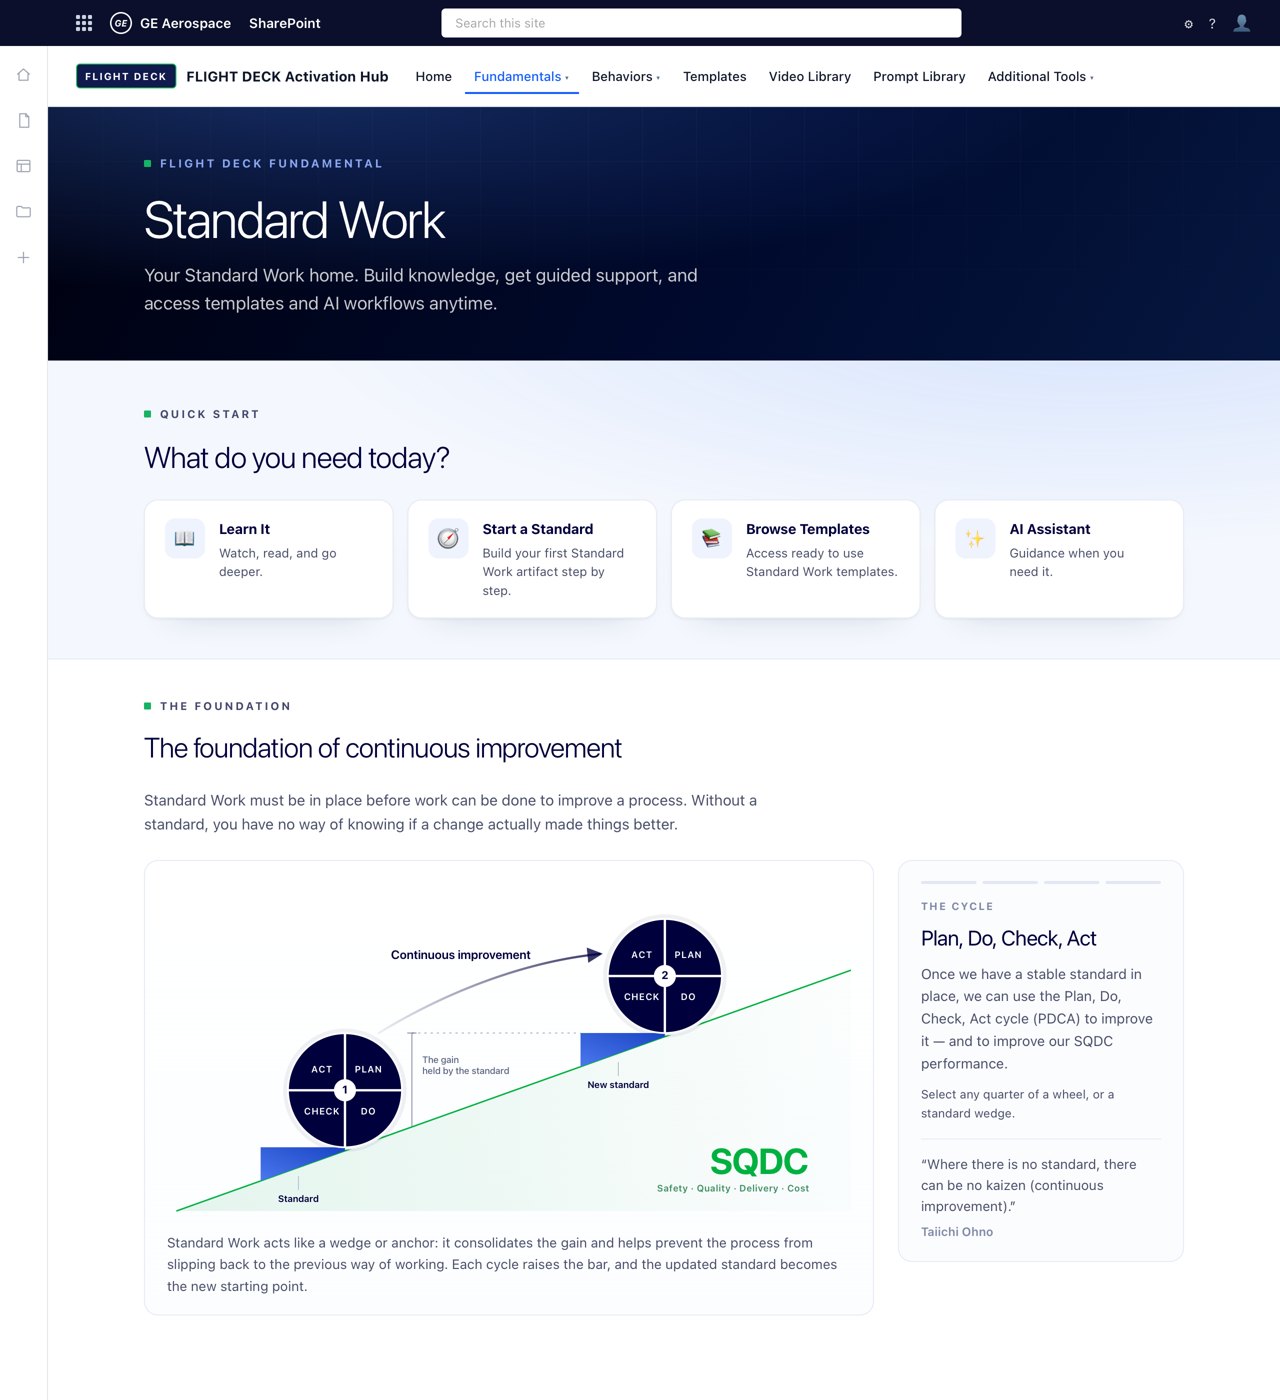 GE Aerospace SharePoint
Search this site
?
FLIGHT DECK
FLIGHT DECK Activation Hub
Home Fundamentals Behaviors Templates Video Library Prompt Library Additional Tools
FLIGHT DECK FUNDAMENTAL
Standard Work
Your Standard Work home. Build knowledge, get guided support, and
access templates and AI workflows anytime.
QUICK START
What do you need today?
Learn It
Watch, read, and go
deeper.
Start a Standard
Build your first Standard
Work artifact step by
step.
Browse Templates
Access ready to use
Standard Work templates.
AI Assistant
Guidance when you
need it.
THE FOUNDATION
The foundation of continuous improvement
Standard Work must be in place before work can be done to improve a process. Without a
standard, you have no way of knowing if a change actually made things better.
Continuous improvement
ACT PLAN
2
CHECK DO
The gain
held by the standard
New standard
ACT PLAN
1
CHECK DO
Standard
SQDC
Safety · Quality · Delivery · Cost
Standard Work acts like a wedge or anchor: it consolidates the gain and helps prevent the process from
slipping back to the previous way of working. Each cycle raises the bar, and the updated standard becomes
the new starting point.
THE CYCLE
Plan, Do, Check, Act
Once we have a stable standard in
place, we can use the Plan, Do,
Check, Act cycle (PDCA) to improve
it — and to improve our SQDC
performance.
Select any quarter of a wheel, or a
standard wedge.
“Where there is no standard, there
can be no kaizen (continuous
improvement).”
Taiichi Ohno